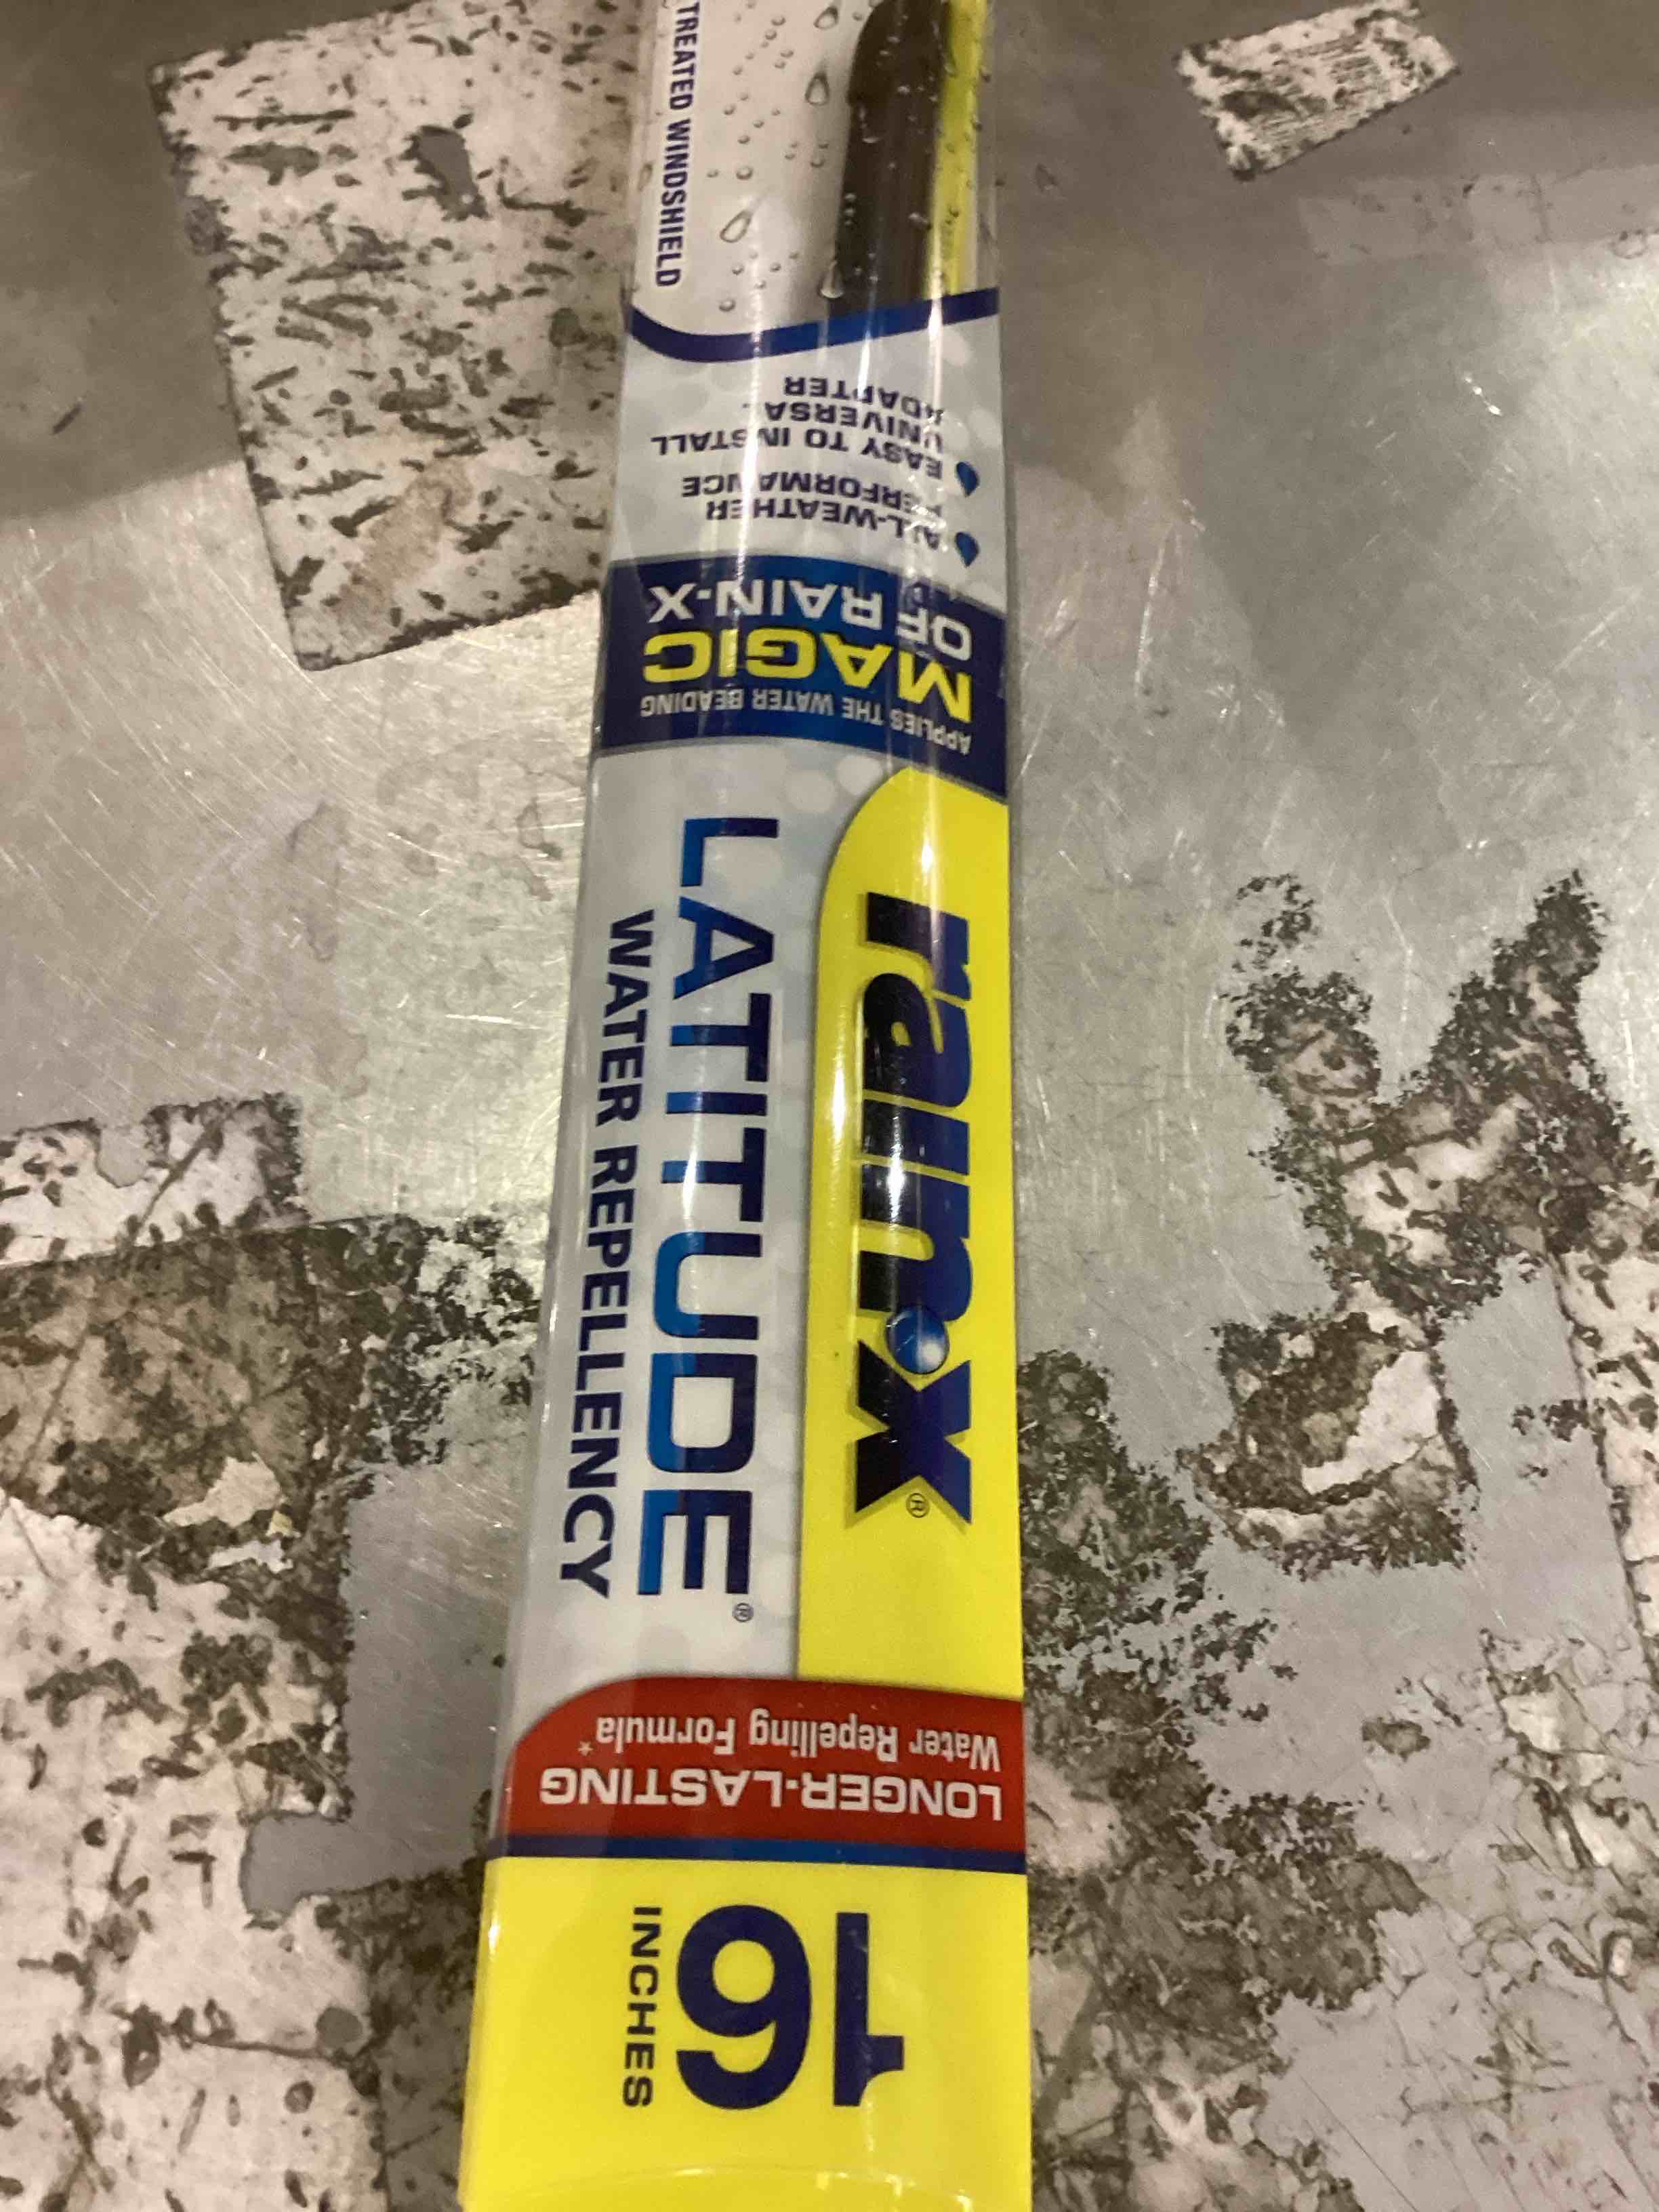 16
INCHES
LONGER-LASTING
Water Repelling Formula*
rain-x®
LATITUDE®
WATER REPELLENCY
APPLIES THE WATER BEADING
MAGIC
OF RAIN-X
ALL-WEATHER
PERFORMANCE
EASY TO INSTALL
UNIVERSAL
ADAPTER
TREATED WINDSHIELD